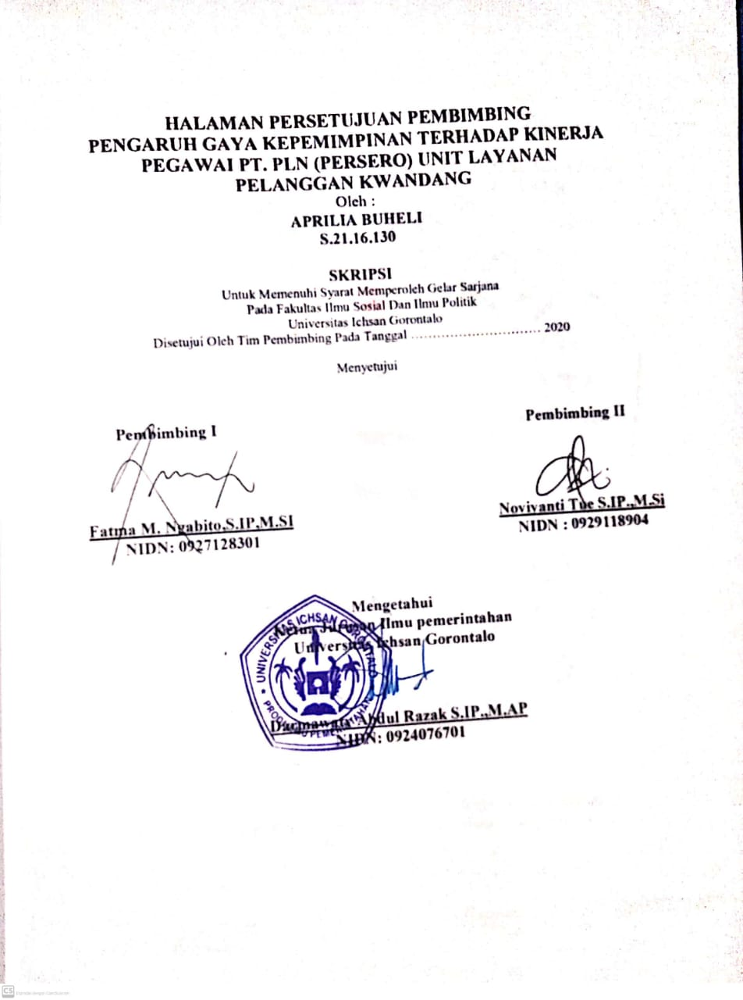 HALAMAN PERSETUJUAN PEMBIMBING
PENGARUH GAYA KEPEMIMPINAN TERHADAP KINERJA
PEGAWAI PT. PLN (PERSERO) UNIT LAYANAN
PELANGGAN KWANDANG
Oleh :
APRILIA BUHELI
S.21.16.130
SKRIPSI
Untuk Memenuhi Syarat Memperoleh Gelar Sarjana
Pada Fakultas Ilmu Sosial Dan Ilmu Politik
Universitas Ichsan Gorontalo
Disetujui Oleh Tim Pembimbing Pada Tanggal .............................. 2020
Menyetujui
Pembimbing I
Fatma M. Ngabito,S.IP,M.SI
NIDN: 0927128301
Pembimbing II
Novivanti Tue S.IP.,M.Si
NIDN : 0929118904
Mengetahui
Ketua Jurusan Ilmu pemerintahan
Universitas Ichsan Gorontalo
UNIVERSITAS ICHSAN GORONTALO
Darmawaty Abdul Razak S.IP.,M.AP
NIDN: 0924076701
CS